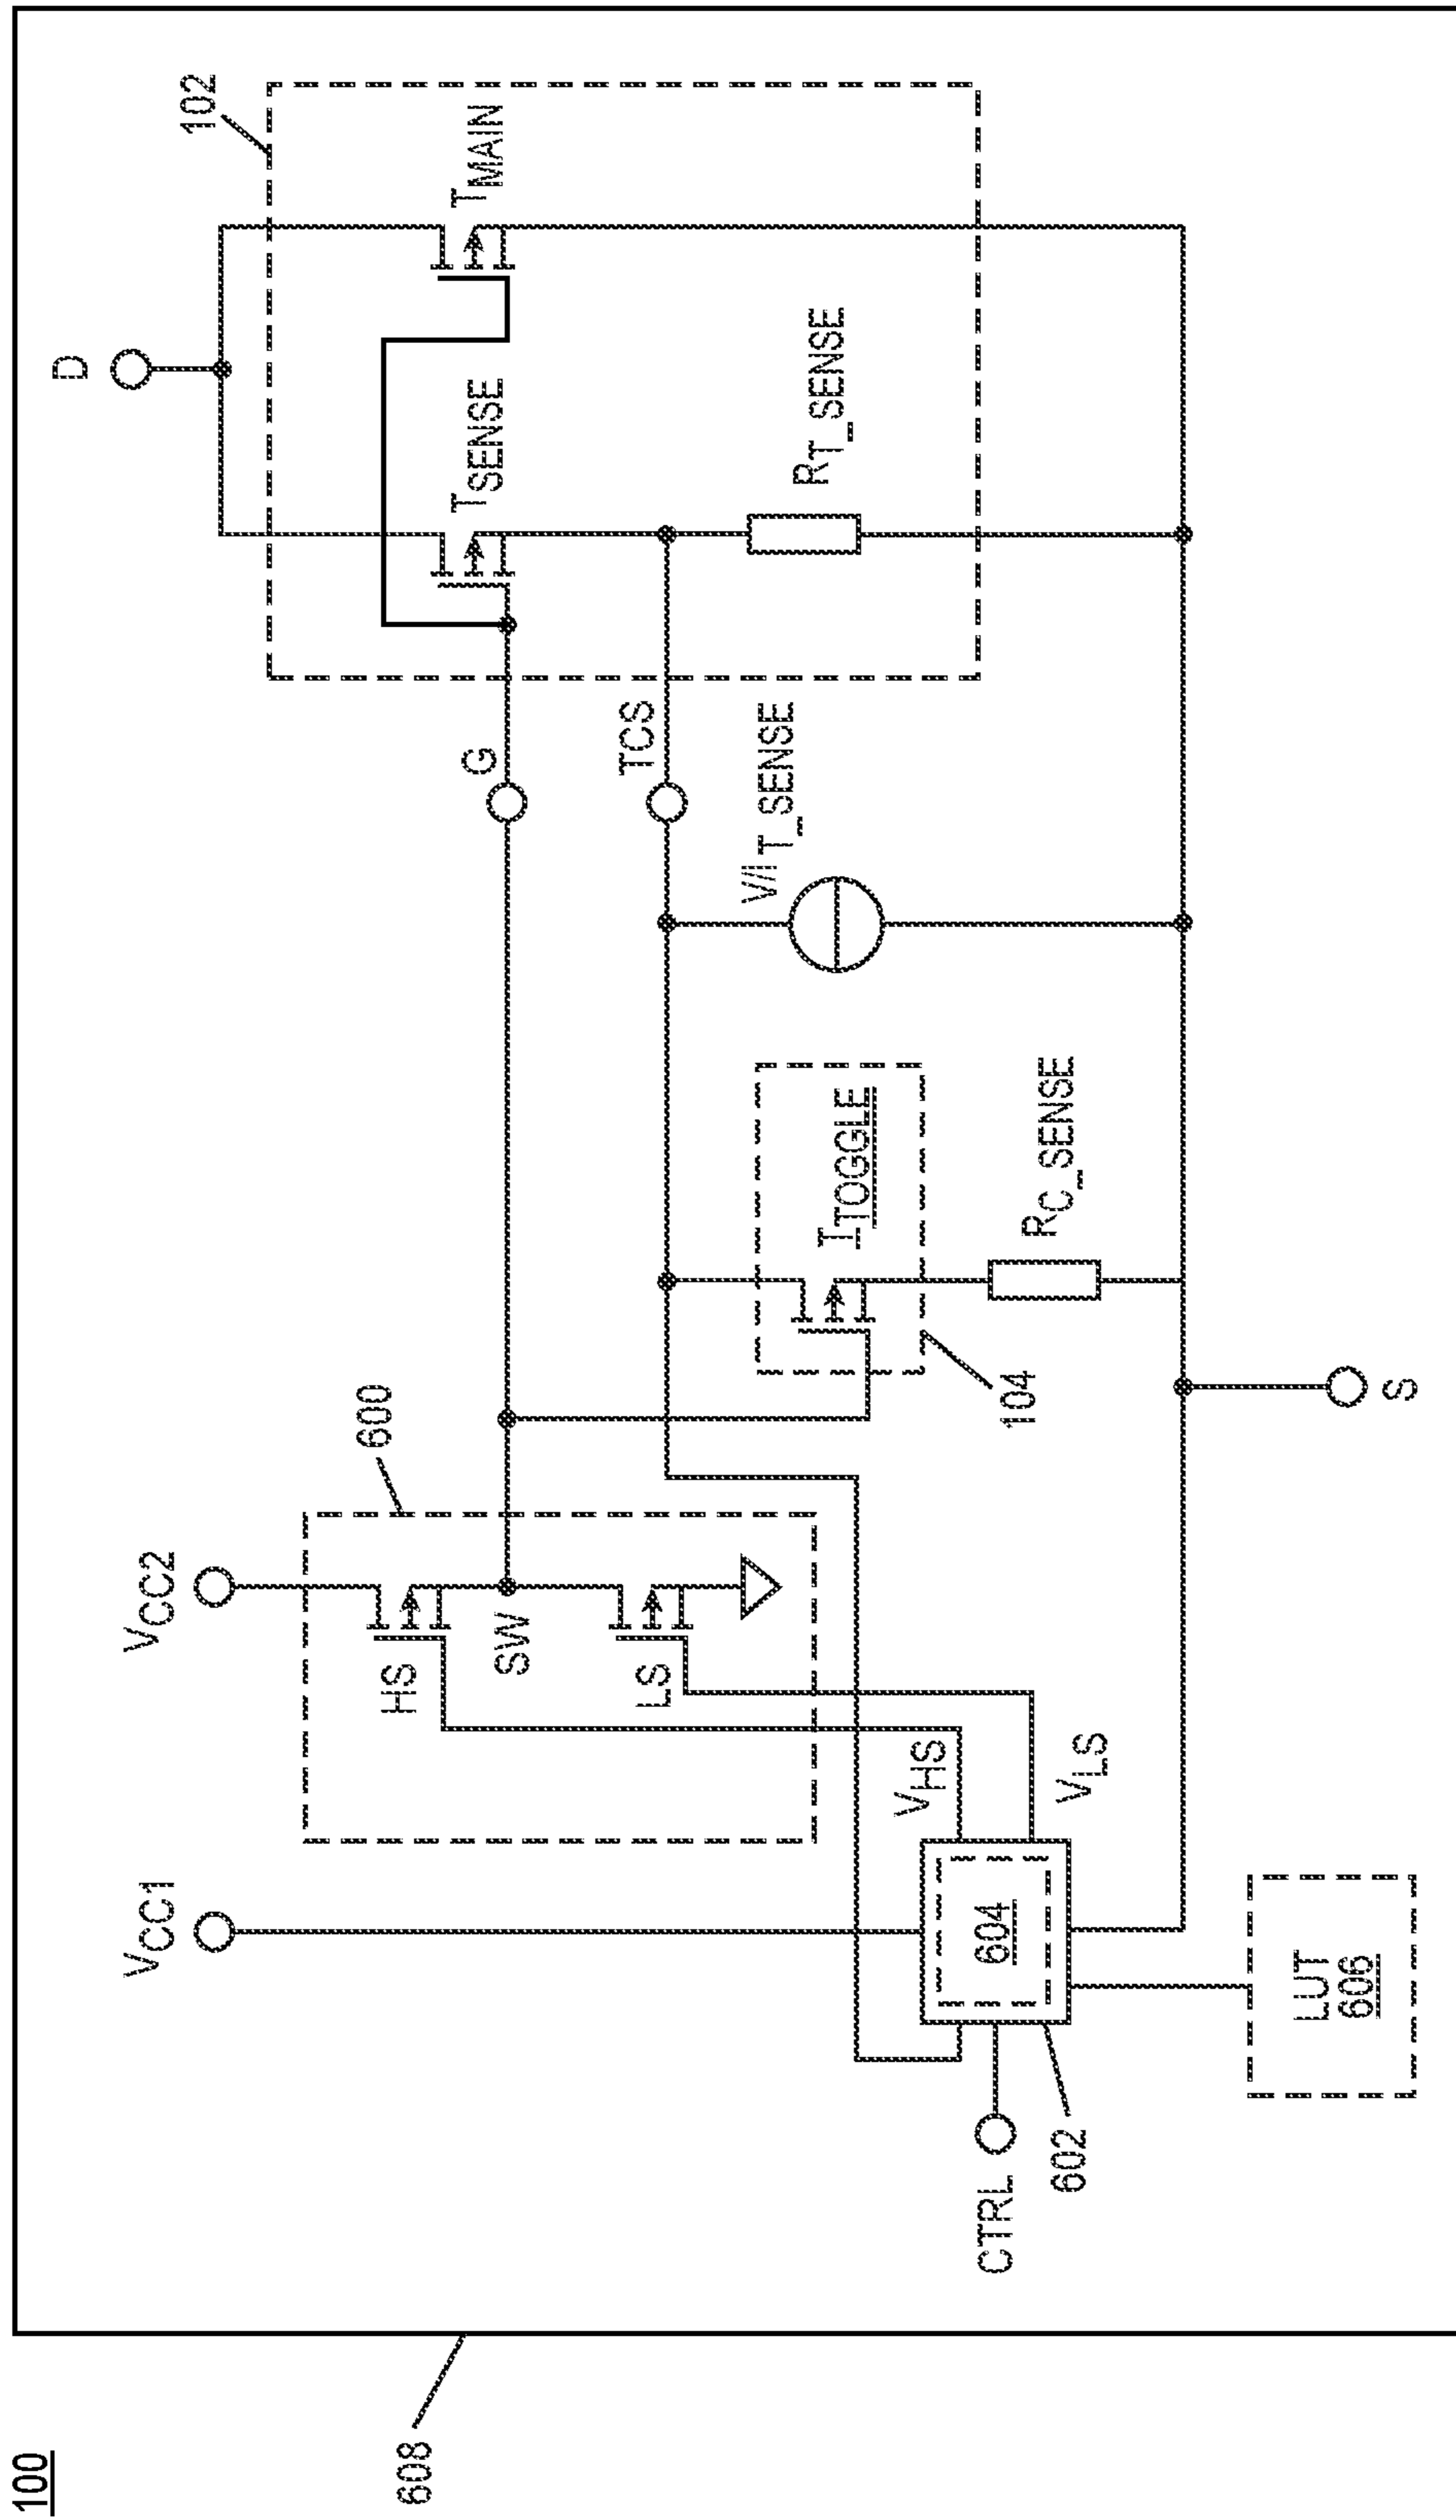 100
608
VCC1
VCC2
600
D
102
HS
SW
LS
G
TSENSE
TMAIN
TCS
V/IT_SENSE
RT_SENSE
TTOGGLE
104
RC_SENSE
VHS
VLS
604
CTRL
602
LUT
606
S